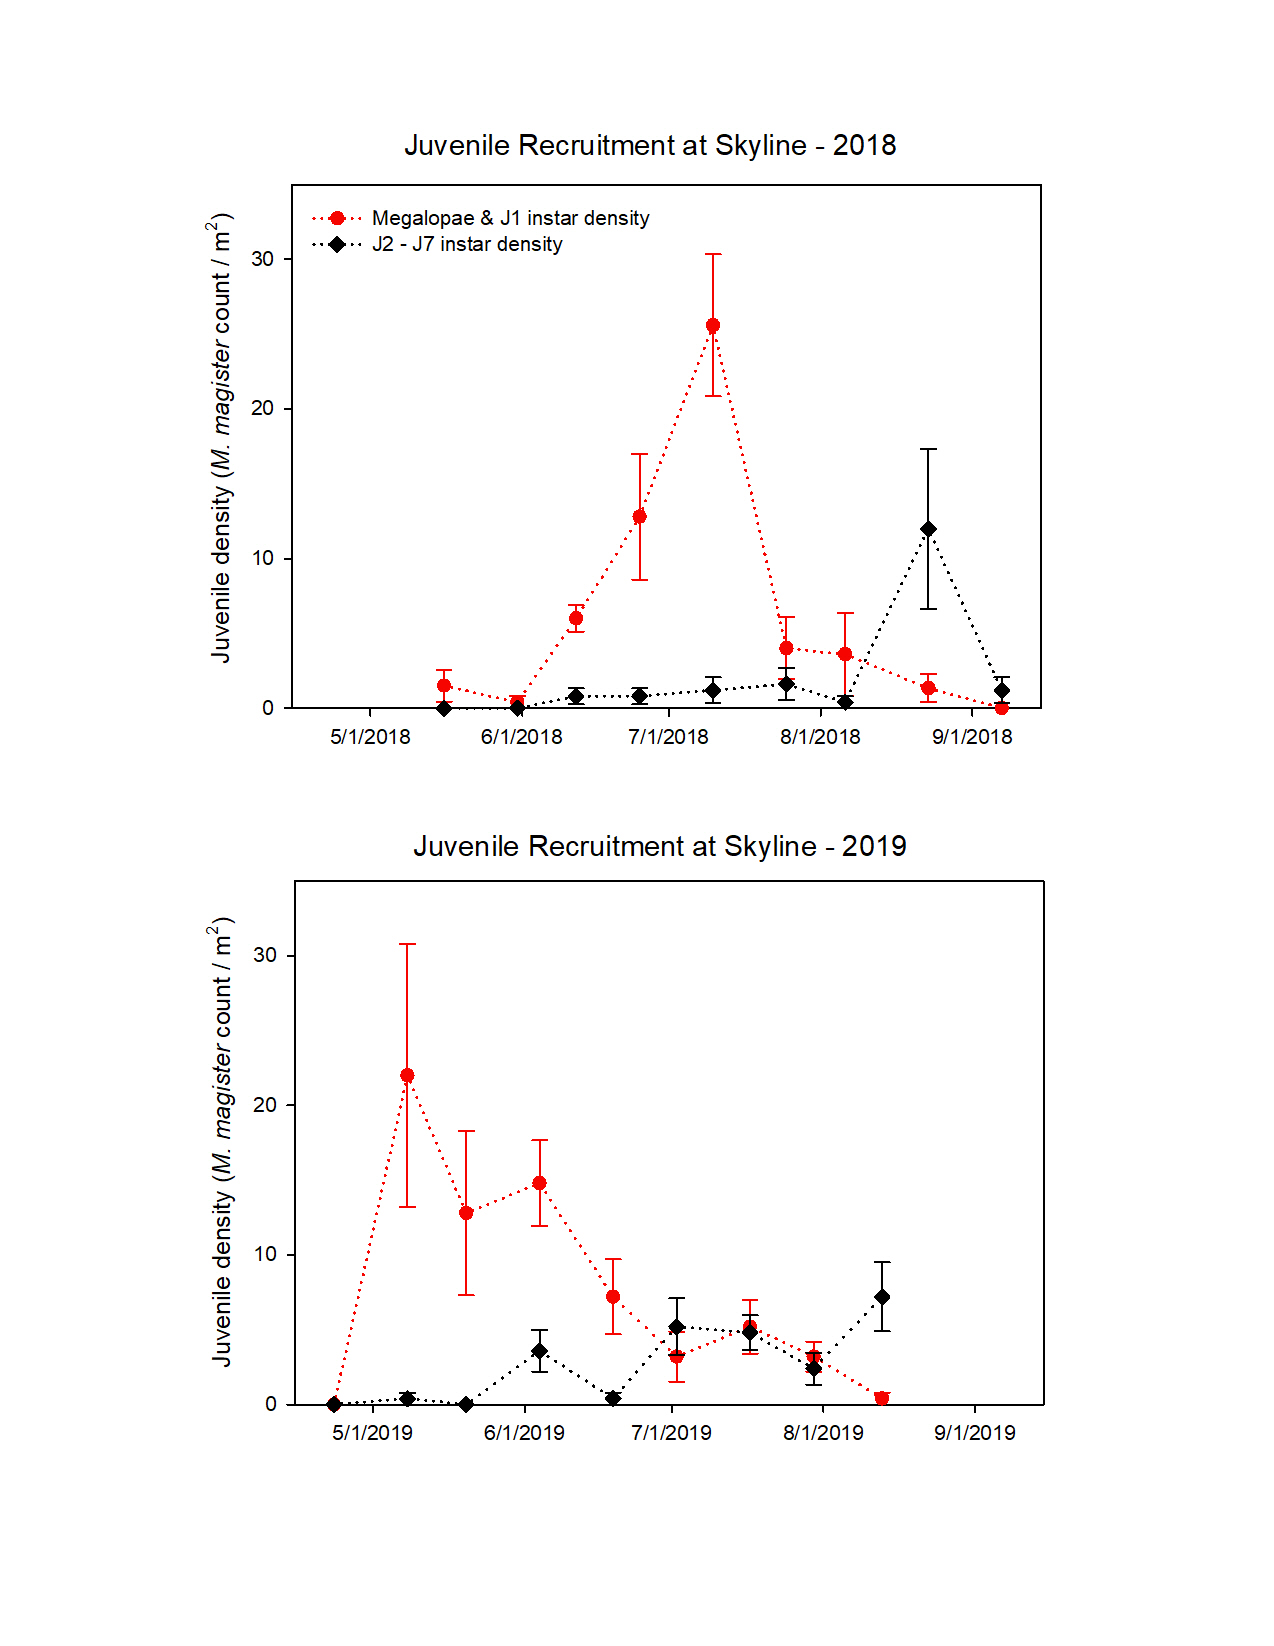 Juvenile Recruitment at Skyline - 2018
Juvenile density (M. magister count / m²)
Megalopae & J1 instar density
J2 - J7 instar density
30
20
10
0
5/1/2018 6/1/2018 7/1/2018 8/1/2018 9/1/2018
Juvenile Recruitment at Skyline - 2019
Juvenile density (M. magister count / m²)
30
20
10
0
5/1/2019 6/1/2019 7/1/2019 8/1/2019 9/1/2019